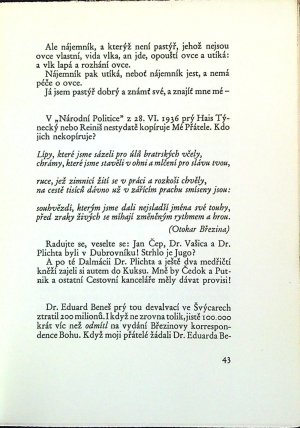 Ale nájemník, a kterýž není pastýř, jehož nejsou
ovce vlastní, vida vlka, an jde, opouští ovce a utíká:
a vlk lapá a rozhání ovce.
Nájemník pak utíká, neboť nájemník jest, a nemá
péče o ovce.
Já jsem pastýř dobrý a známť své, a znajíť mne mé –
V „Národní Politice" z 28. VI. 1936 prý Hais Tý-
necký nebo Reiniš nestydatě kopíruje Mé Přátele. Kdo
jich nekopíruje?
Lípy, které jsme sázeli pro úlů bratrských včely,
chrámy, které jsme stavěli v ohni a mlčení pro slávu tvou,
ruce, jež zimnicí žití se v práci a rozkoši chvěly,
na cestě tisíců dávno už v zářícím prachu smíseny jsou:
souhvězdí, kterým jsme dali nejsladší jména své touhy,
před zraky živých se míhají změněným rythmem a hrou.
(Otokar Březina)
Radujte se, veselte se: Jan Čep, Dr. Vašica a Dr.
Plichta byli v Dubrovníku! Strhlo je Jugo?
A po té Dalmácii Dr. Plichta a ještě dva medřičtí
kněží zajeli si autem do Kuksu. Mně by Čedok a Put-
nik a ostatní Cestovní kanceláře měly dávat provisi!
Dr. Eduard Beneš prý tou devalvací ve Švýcarech
ztratil 200 milionů. I když ne zrovna tolik, jistě 100.000
krát víc než odmítl na vydání Březinovy korrespon-
dence Bohu. Když moji přátelé žádali Dr. Eduarda Be-
43